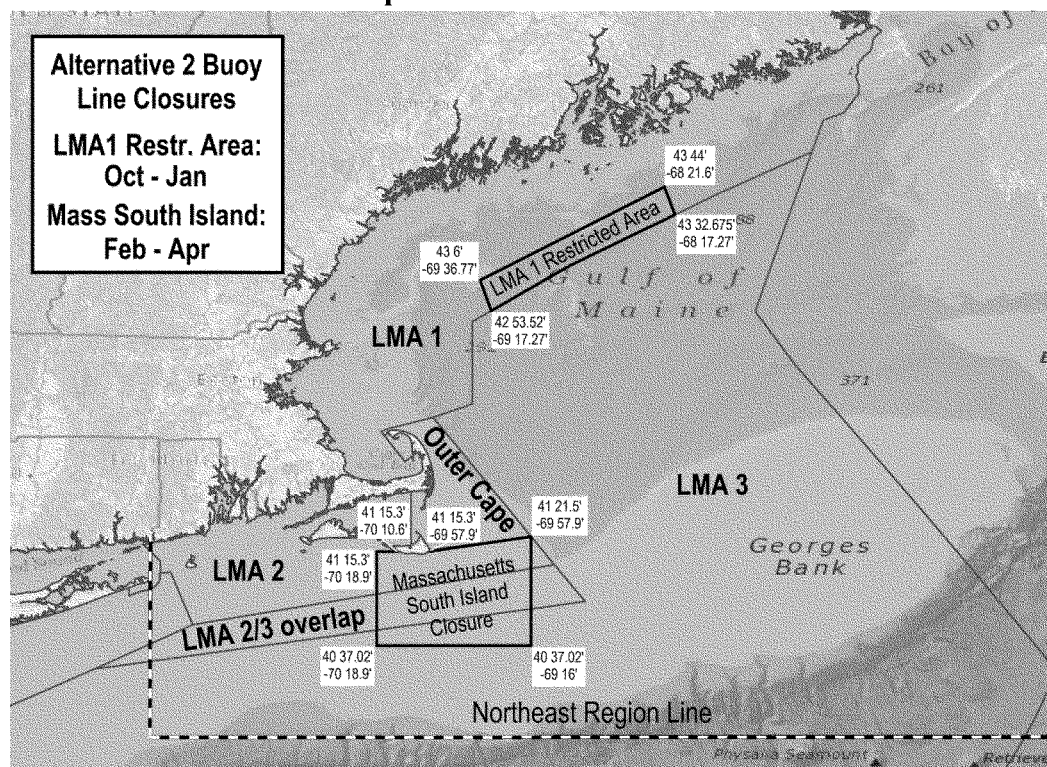 Alternative 2 Buoy
Line Closures
LMA1 Restr. Area:
Oct - Jan
Mass South Island:
Feb - Apr
Bay of
261
43 44'
-68 21.6'
LMA 1 Restricted Area
43 32.675'
-68 17.27'
43 6'
-69 36.77'
Gulf of
Maine
42 53.52'
-69 17.27'
LMA 1
371
Outer Cape
LMA 3
41 15.3'
-70 10.6'
41 15.3'
-69 57.9'
41 21.5'
-69 57.9'
Georges
Bank
LMA 2
41 15.3'
-70 18.9'
Massachusetts
South Island
Closure
LMA 2/3 overlap
40 37.02'
-70 18.9'
40 37.02'
-69 16'
Northeast Region Line
Physalia Seamount
Retriever